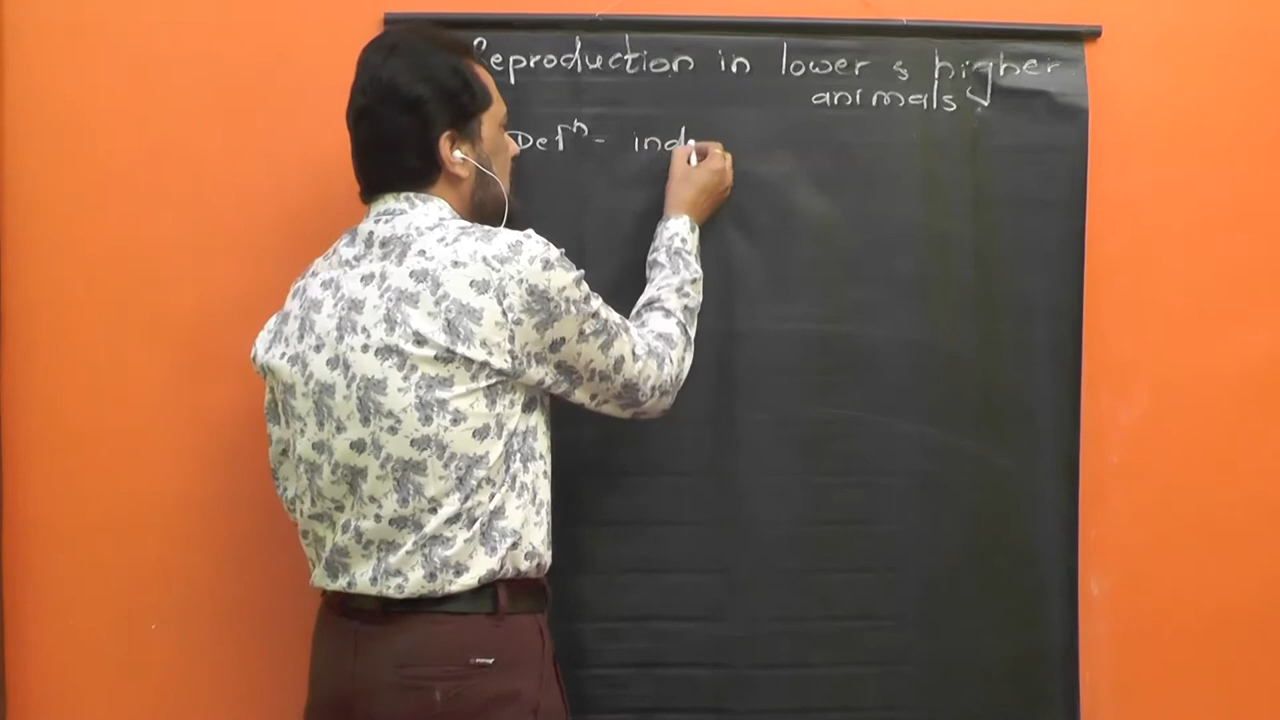 Reproduction in lower & higher
animals
Defⁿ - ind